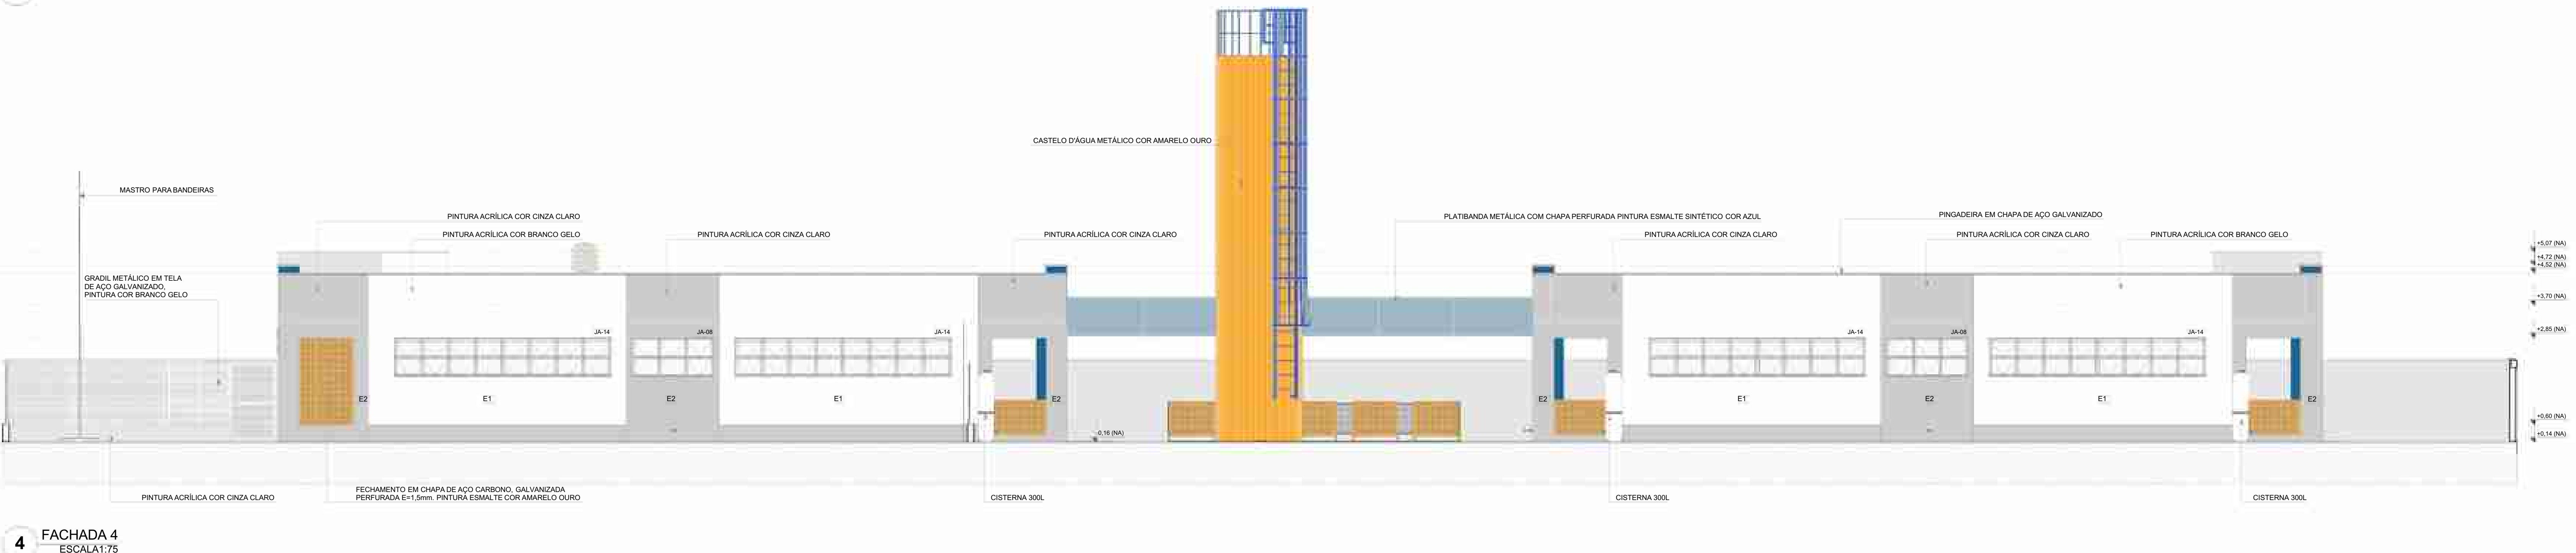 CASTELO D'ÁGUA METÁLICO COR AMARELO OURO
MASTRO PARA BANDEIRAS
PINTURA ACRÍLICA COR CINZA CLARO
PLATIBANDA METÁLICA COM CHAPA PERFURADA PINTURA ESMALTE SINTÉTICO COR AZUL
PINGADEIRA EM CHAPA DE AÇO GALVANIZADO
PINTURA ACRÍLICA COR BRANCO GELO
PINTURA ACRÍLICA COR CINZA CLARO
PINTURA ACRÍLICA COR CINZA CLARO
PINTURA ACRÍLICA COR CINZA CLARO
PINTURA ACRÍLICA COR CINZA CLARO
PINTURA ACRÍLICA COR BRANCO GELO
+5,07 (NA)
+4,72 (NA)
+4,52 (NA)
GRADIL METÁLICO EM TELA
DE AÇO GALVANIZADO,
PINTURA COR BRANCO GELO
+3,70 (NA)
JA-14
JA-08
JA-14
JA-14
JA-08
JA-14
+2,85 (NA)
E2
E1
E2
E1
E2
E2
E1
E2
E1
E2
+0,60 (NA)
0,16 (NA)
+0,14 (NA)
PINTURA ACRÍLICA COR CINZA CLARO
FECHAMENTO EM CHAPA DE AÇO CARBONO, GALVANIZADA
PERFURADA E=1,5mm. PINTURA ESMALTE COR AMARELO OURO
CISTERNA 300L
CISTERNA 300L
CISTERNA 300L
4
FACHADA 4
ESCALA1:75